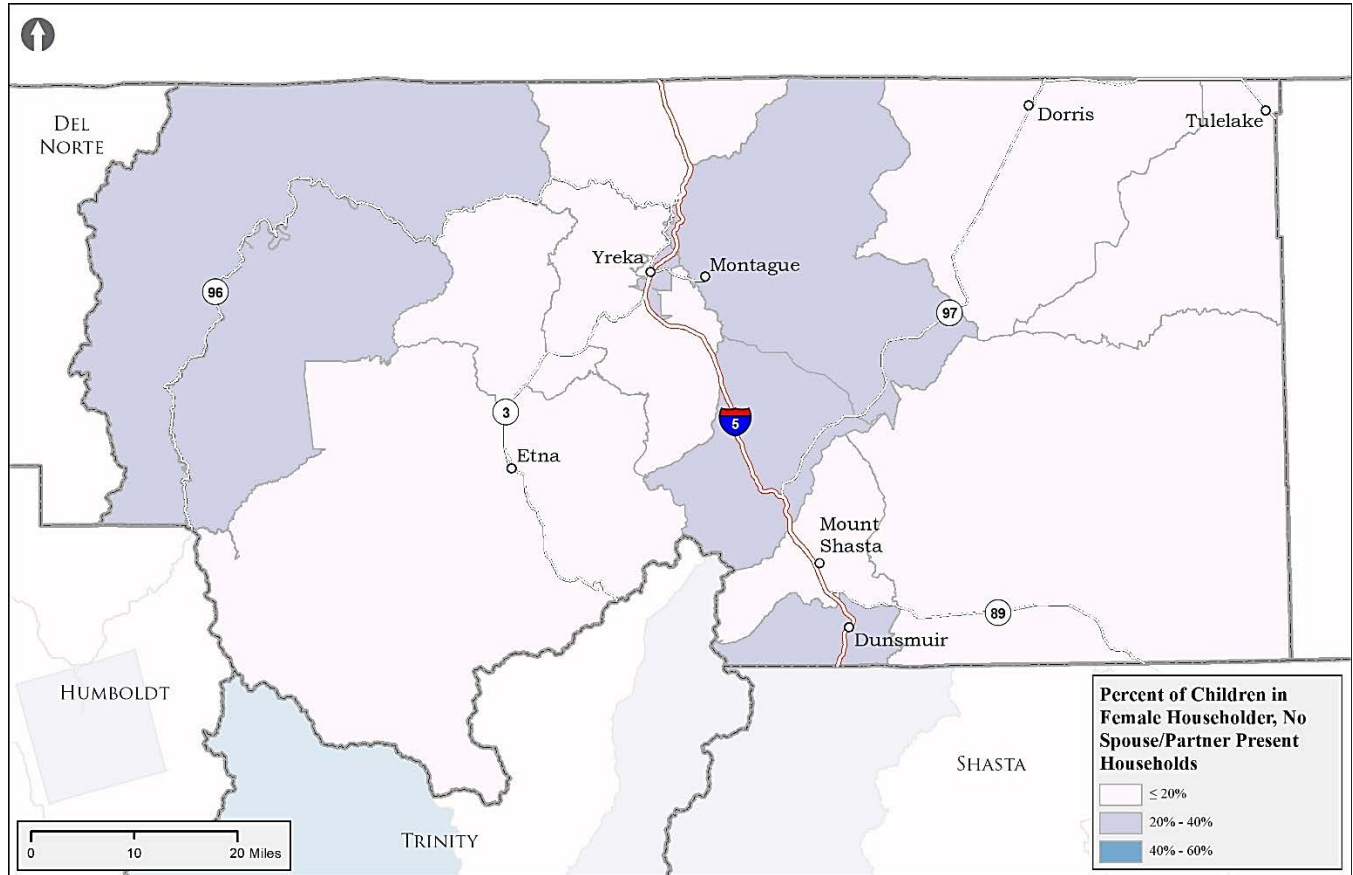 DEL
NORTE
Dorris
Tulelake
Yreka
Montague
96
97
3
5
Etna
Mount
Shasta
89
Dunsmuir
HUMBOLDT
SHASTA
TRINITY
Percent of Children in
Female Householder, No
Spouse/Partner Present
Households
≤ 20%
20% - 40%
40% - 60%
0 10 20 Miles